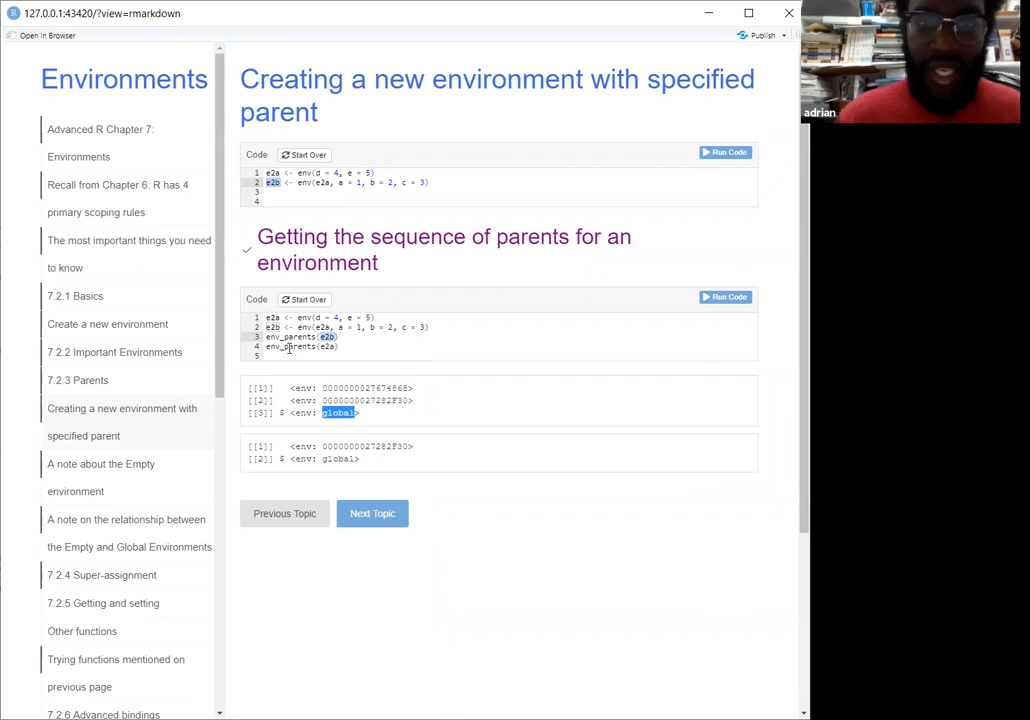 127.0.0.1:43420/?view=rmarkdown
Open in Browser
Publish
adrian
Environments
Advanced R Chapter 7:
Environments
Recall from Chapter 6: R has 4
primary scoping rules
The most important things you need
to know
7.2.1 Basics
Create a new environment
7.2.2 Important Environments
7.2.3 Parents
Creating a new environment with
specified parent
A note about the Empty
environment
A note on the relationship between
the Empty and Global Environments
7.2.4 Super-assignment
7.2.5 Getting and setting
Other functions
Trying functions mentioned on
previous page
7.2.6 Advanced bindings
Creating a new environment with specified
parent
Code Start Over Run Code
1 e2a <- env(d = 4, e = 5)
2 e2b <- env(e2a, a = 1, b = 2, c = 3)
3
4
Getting the sequence of parents for an
environment
Code Start Over Run Code
1 e2a <- env(d = 4, e = 5)
2 e2b <- env(e2a, a = 1, b = 2, c = 3)
3 env_parents(e2b)
4 env_parents(e2a)
5
[[1]]   <env: 0000000027674868>
[[2]]   <env: 0000000027282F30>
[[3]] $ <env: global>
[[1]]   <env: 0000000027282F30>
[[2]] $ <env: global>
Previous Topic
Next Topic